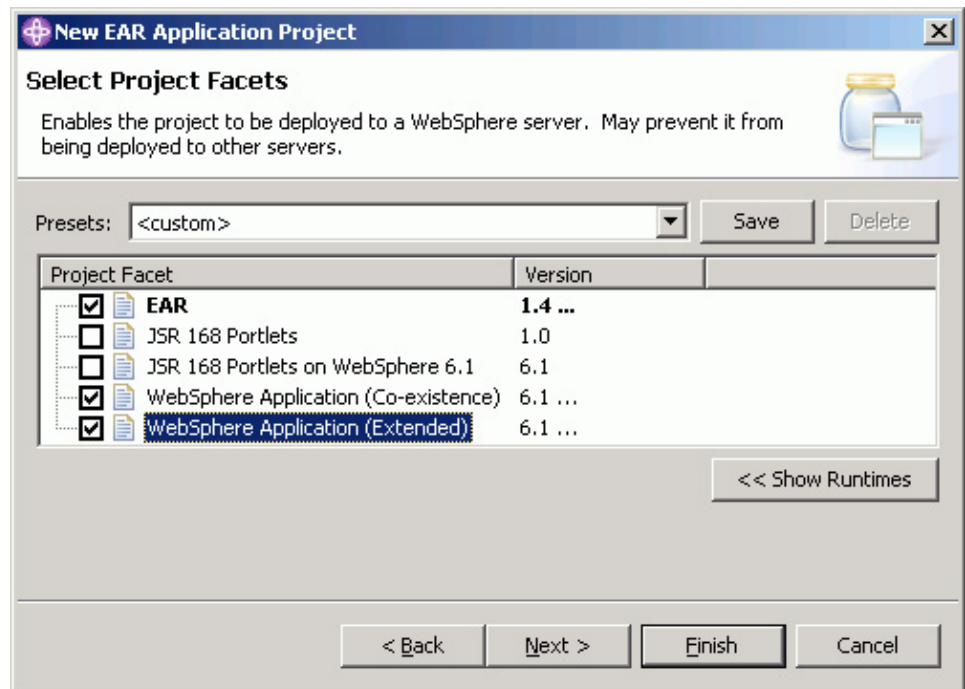 New EAR Application Project
Select Project Facets
Enables the project to be deployed to a WebSphere server. May prevent it from
being deployed to other servers.
Presets: <custom> Save Delete
Project Facet Version
EAR 1.4 ...
JSR 168 Portlets 1.0
JSR 168 Portlets on WebSphere 6.1 6.1
WebSphere Application (Co-existence) 6.1 ...
WebSphere Application (Extended) 6.1 ...
<< Show Runtimes
< Back Next > Finish Cancel